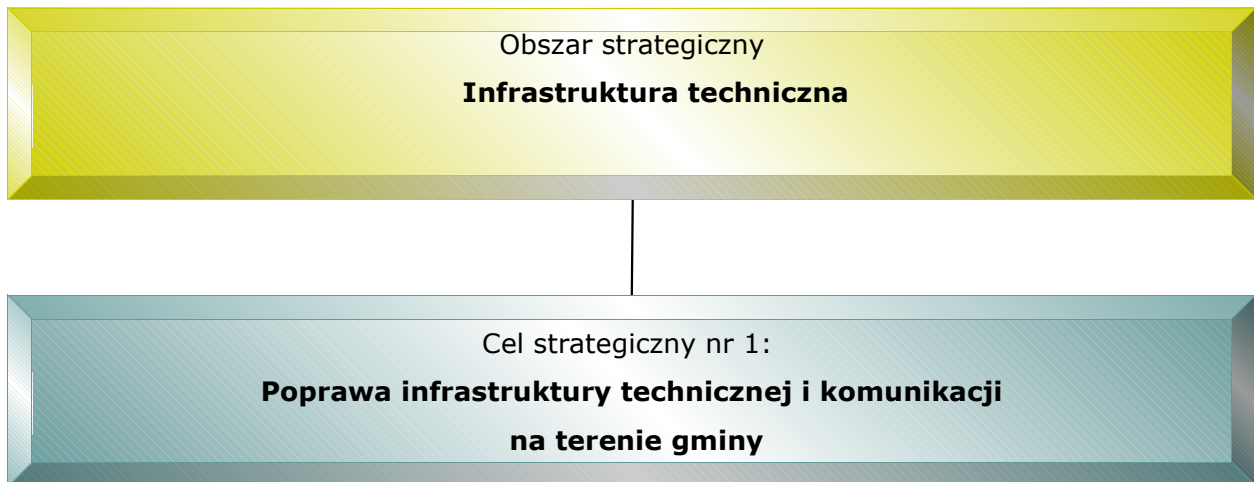 Obszar strategiczny
Infrastruktura techniczna
Cel strategiczny nr 1:
Poprawa infrastruktury technicznej i komunikacji
na terenie gminy